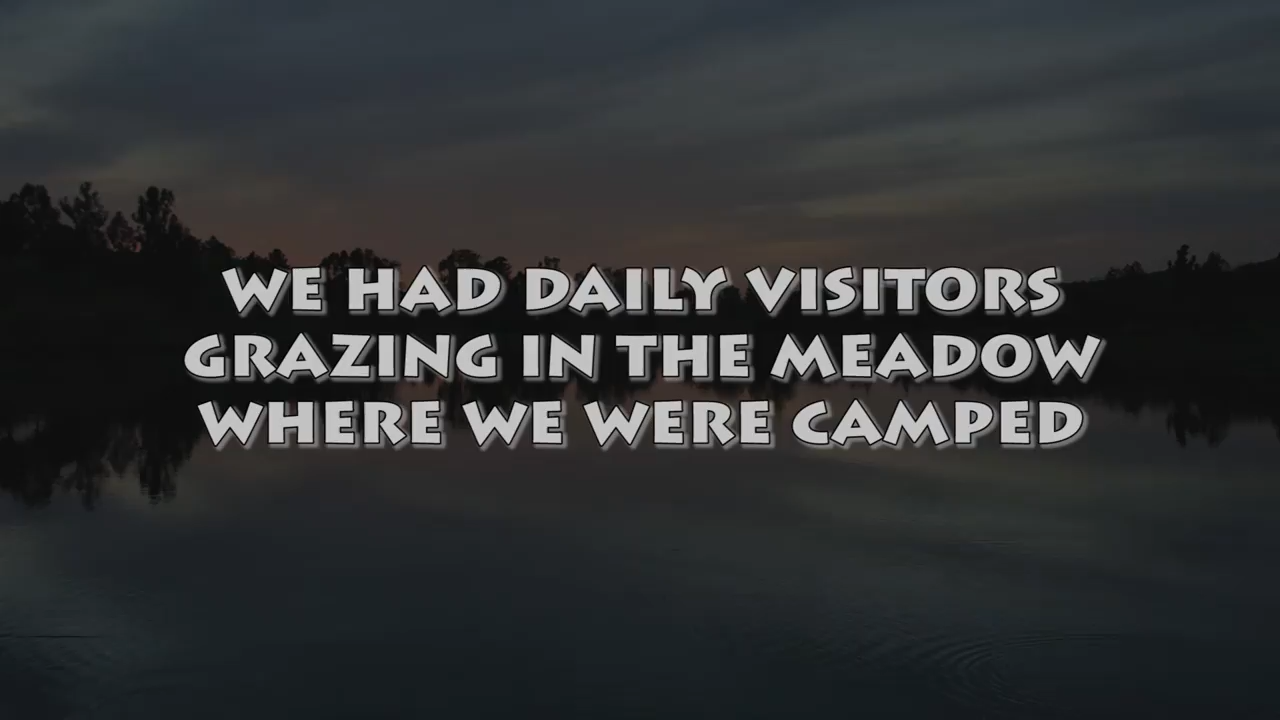 WE HAD DAILY VISITORS
GRAZING IN THE MEADOW
WHERE WE WERE CAMPED